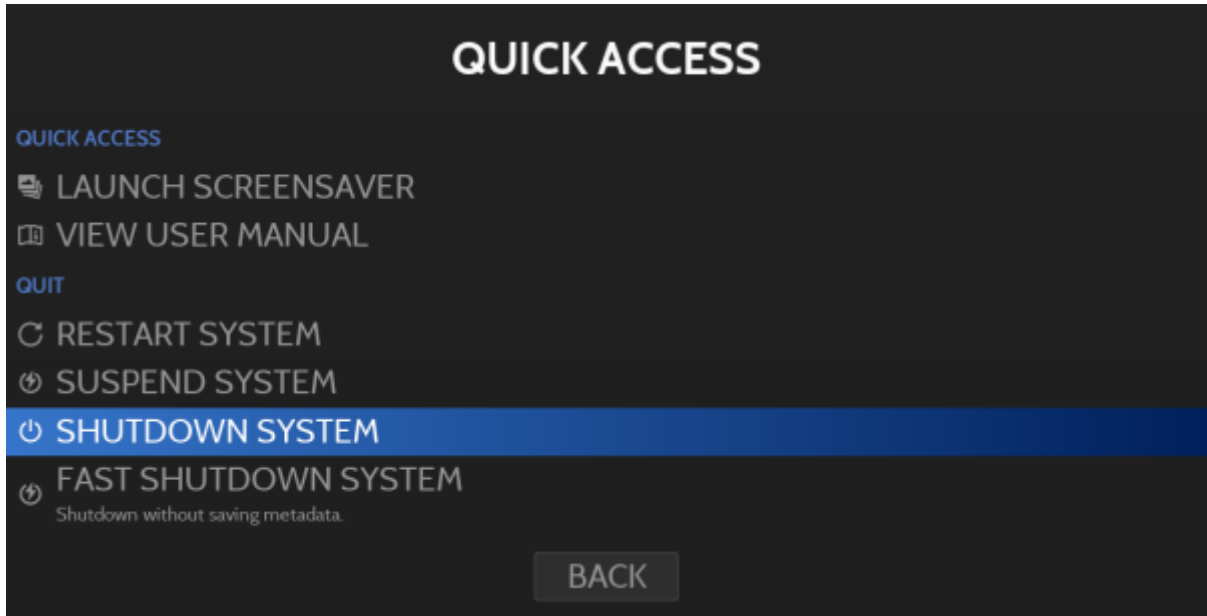 QUICK ACCESS
QUICK ACCESS
LAUNCH SCREENSAVER
VIEW USER MANUAL
QUIT
RESTART SYSTEM
SUSPEND SYSTEM
SHUTDOWN SYSTEM
FAST SHUTDOWN SYSTEM
Shutdown without saving metadata.
BACK